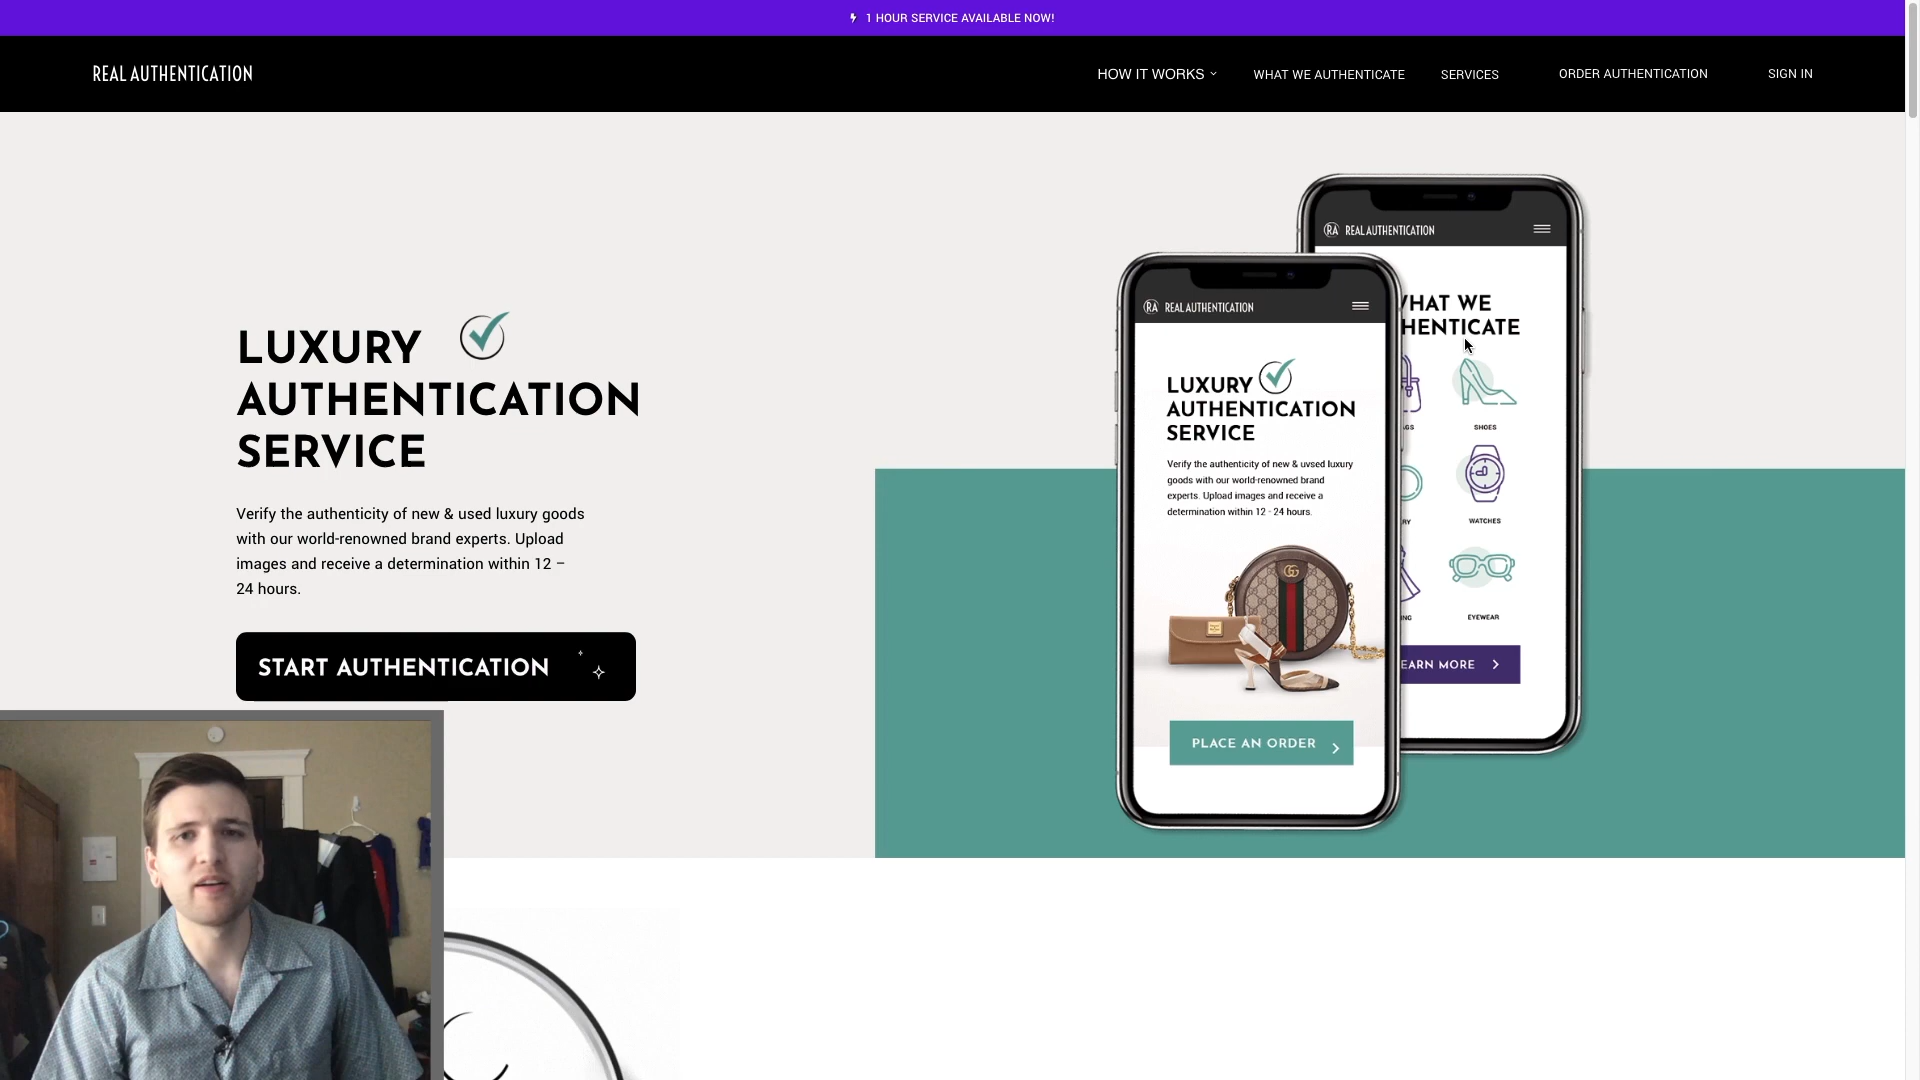 1 HOUR SERVICE AVAILABLE NOW!
REAL AUTHENTICATION
HOW IT WORKS
WHAT WE AUTHENTICATE
SERVICES
ORDER AUTHENTICATION
SIGN IN
LUXURY
AUTHENTICATION
SERVICE
Verify the authenticity of new & used luxury goods
with our world-renowned brand experts. Upload
images and receive a determination within 12 –
24 hours.
START AUTHENTICATION
RA REAL AUTHENTICATION
LUXURY
AUTHENTICATION
SERVICE
Verify the authenticity of new & uvsed luxury
goods with our world-renowned brand
experts. Upload images and receive a
determination within 12 - 24 hours.
PLACE AN ORDER
RA REAL AUTHENTICATION
WHAT WE
HENTICATE
SHOES
WATCHES
EYEWEAR
EARN MORE